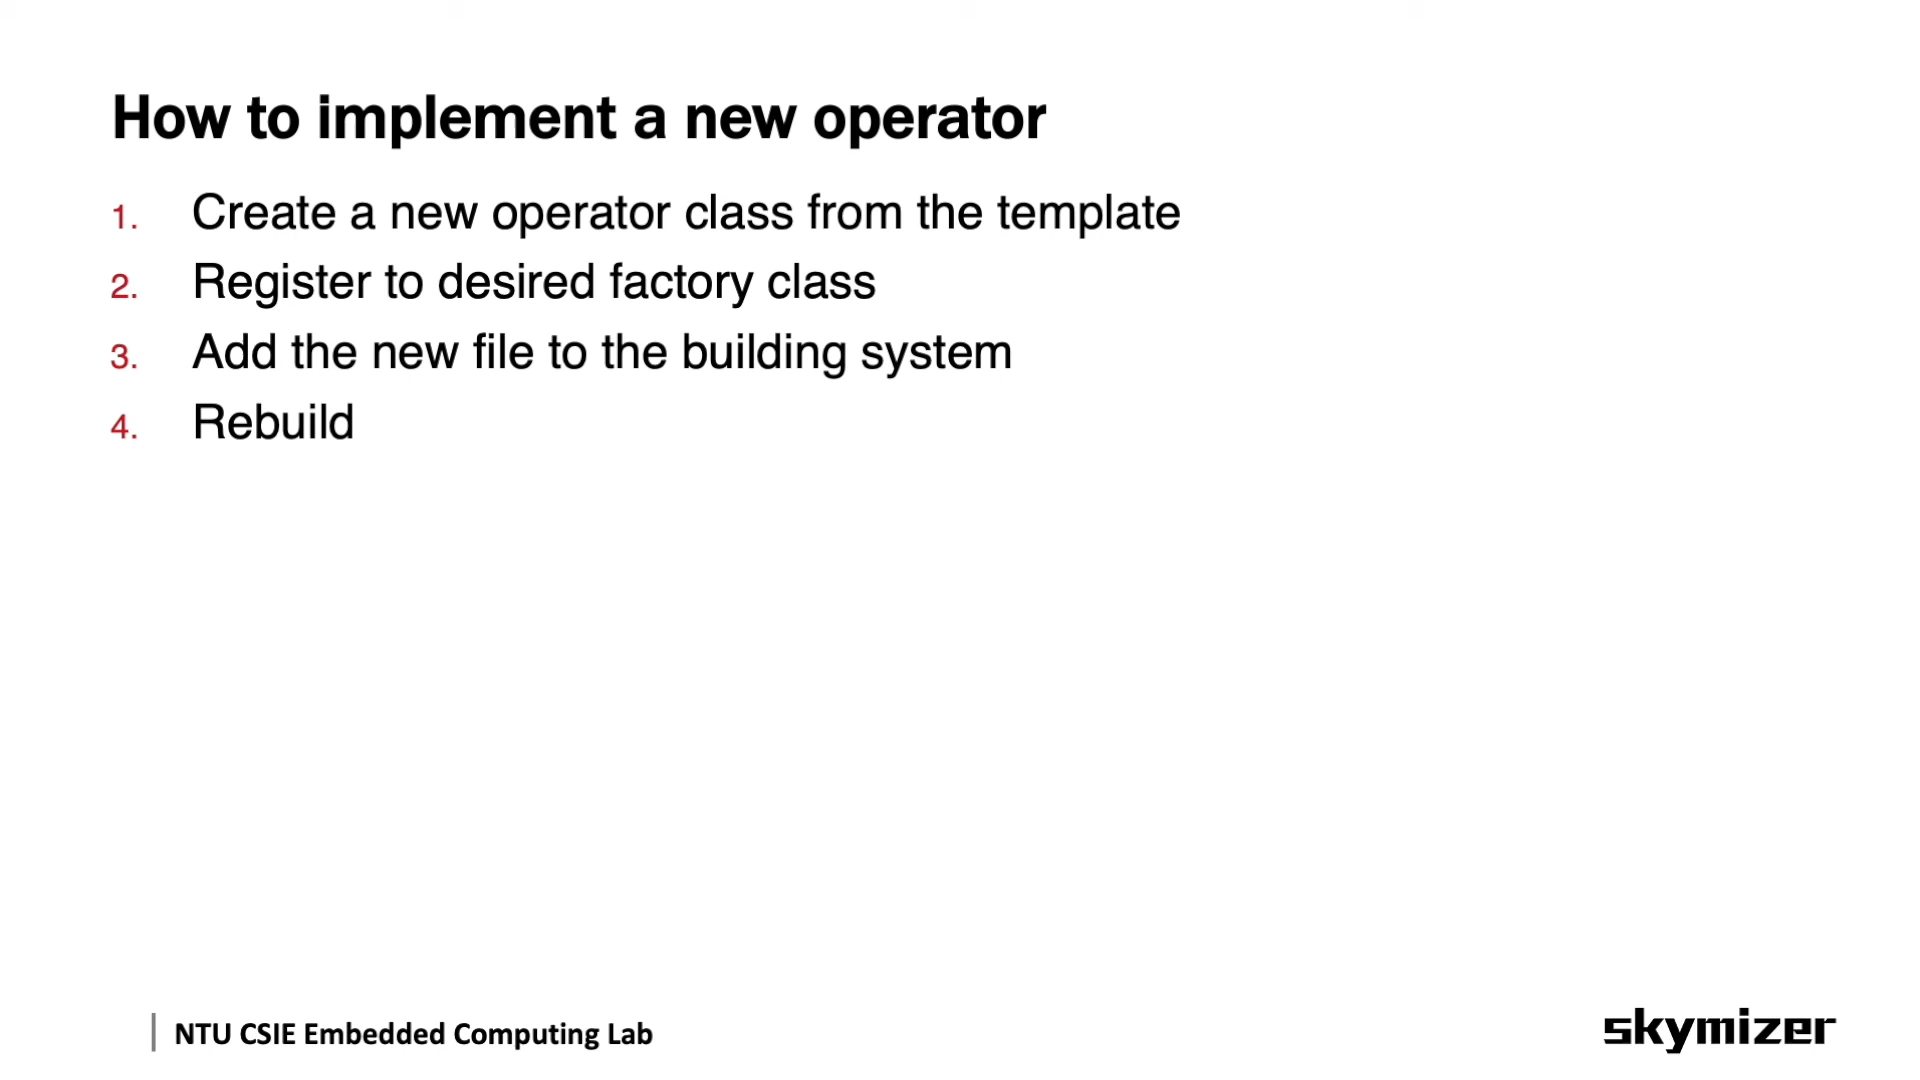 How to implement a new operator
1. Create a new operator class from the template
2. Register to desired factory class
3. Add the new file to the building system
4. Rebuild
NTU CSIE Embedded Computing Lab
skymizer